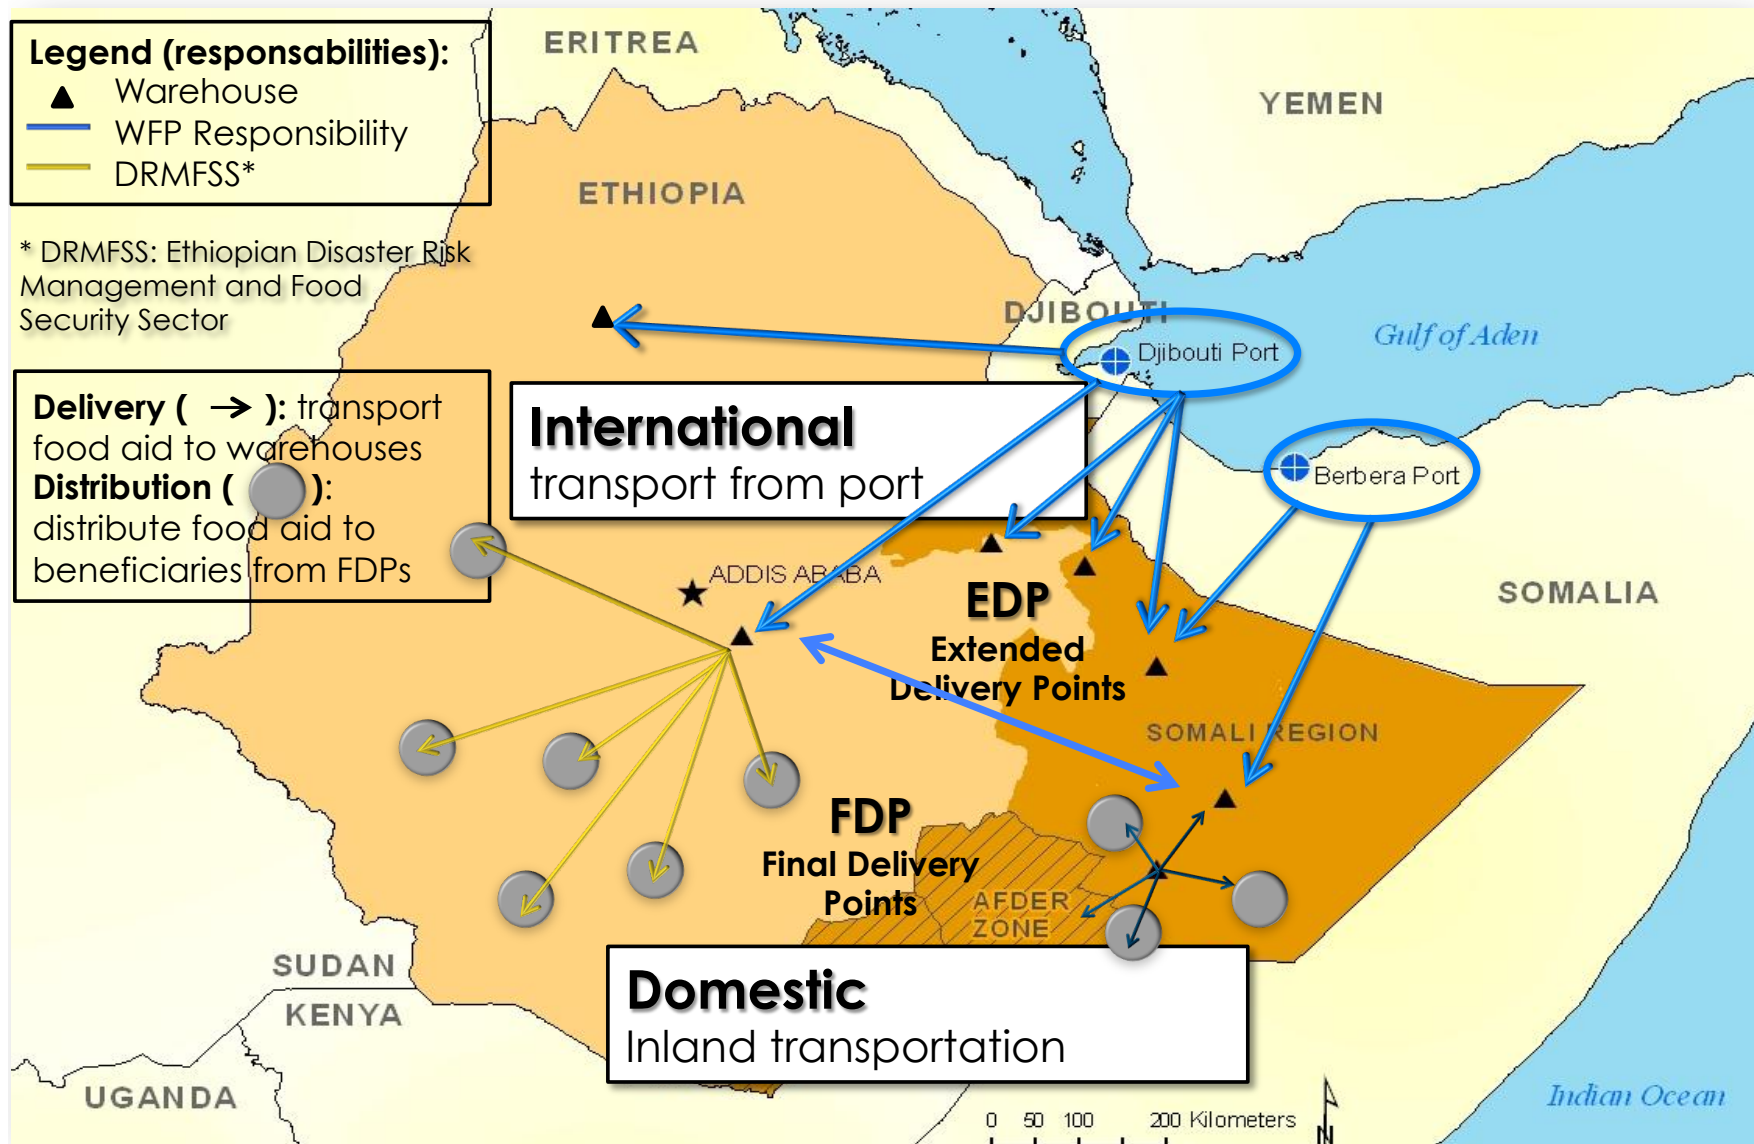 Legend (responsabilities):
Warehouse
WFP Responsibility
DRMFSS*
* DRMFSS: Ethiopian Disaster Risk
Management and Food
Security Sector
Delivery ( → ): transport
food aid to warehouses
Distribution ( ):
distribute food aid to
beneficiaries from FDPs
ERITREA
YEMEN
ETHIOPIA
DJIBOUTI
Djibouti Port
Gulf of Aden
International
transport from port
Berbera Port
ADDIS ABABA
EDP
Extended
Delivery Points
SOMALIA
SOMALI REGION
FDP
Final Delivery
Points
AFDER
ZONE
SUDAN
KENYA
UGANDA
Domestic
Inland transportation
0 50 100 200 Kilometers
N
Indian Ocean